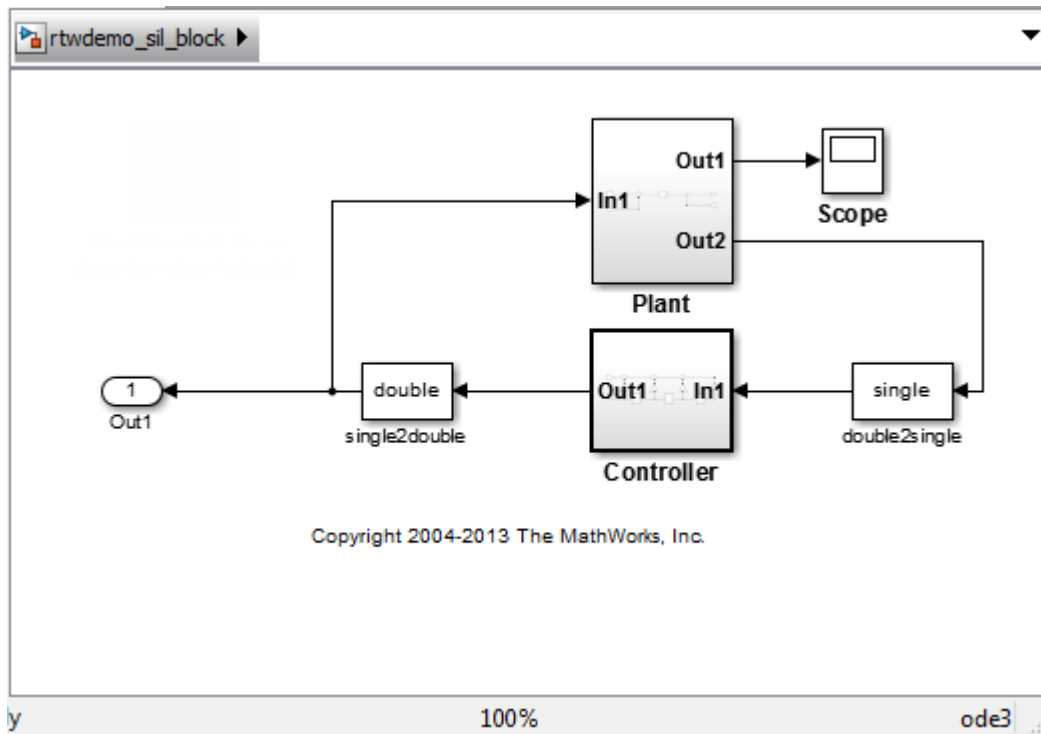 rtwdemo_sil_block
Out1
In1
Out2
Scope
Plant
1
Out1
double
single2double
Out1
In1
Controller
single
double2single
Copyright 2004-2013 The MathWorks, Inc.
100%
ode3